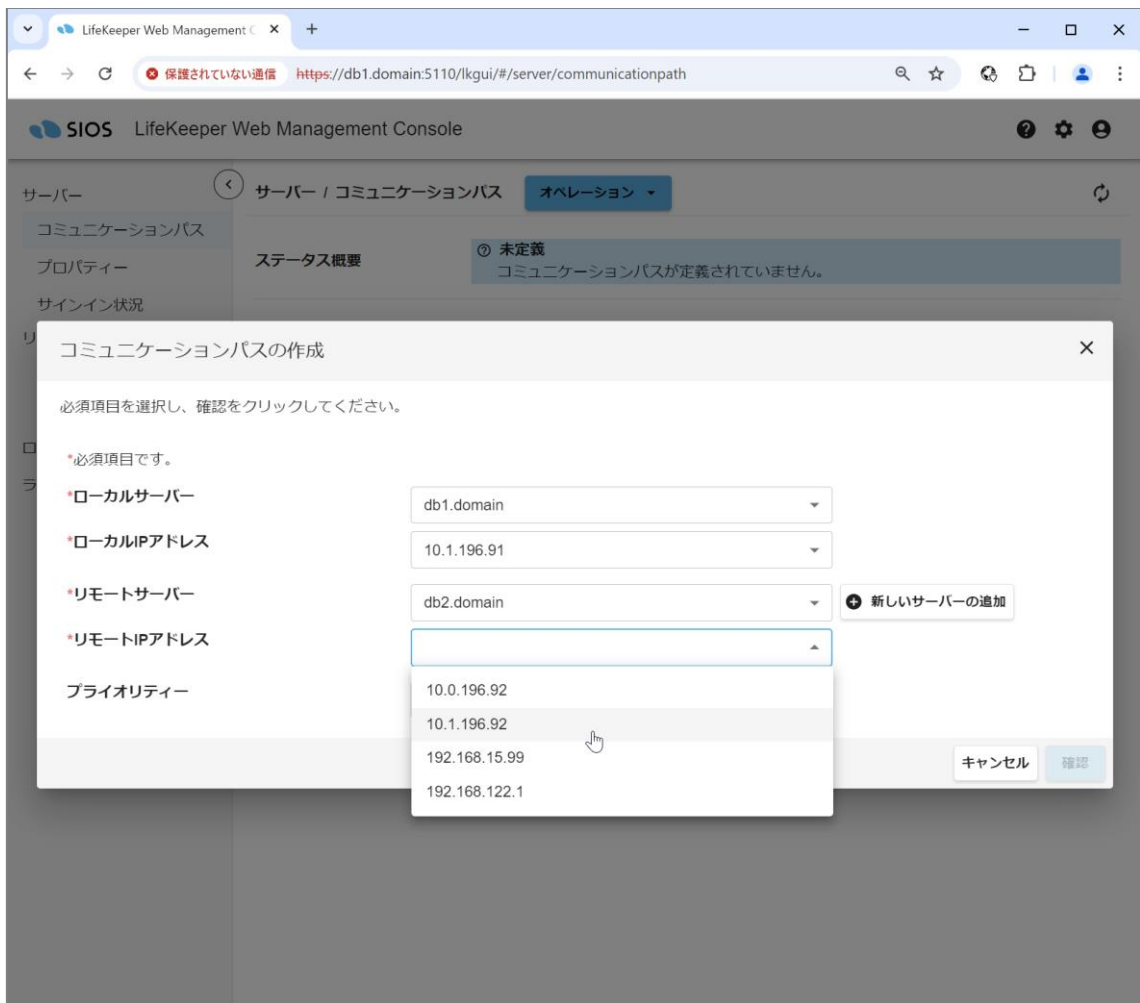 LifeKeeper Web Management C
保護されていない通信 https://db1.domain:5110/lkgui/#/server/communicationpath
SIOS LifeKeeper Web Management Console
サーバー
コミュニケーションパス
プロパティー
サインイン状況
リ
ロ
ラ
サーバー / コミュニケーションパス オペレーション
ステータス概要
未定義
コミュニケーションパスが定義されていません。
コミュニケーションパスの作成
必須項目を選択し、確認をクリックしてください。
*必須項目です。
*ローカルサーバー db1.domain
*ローカルIPアドレス 10.1.196.91
*リモートサーバー db2.domain 新しいサーバーの追加
*リモートIPアドレス
プライオリティー
10.0.196.92
10.1.196.92
192.168.15.99
192.168.122.1
キャンセル 確認